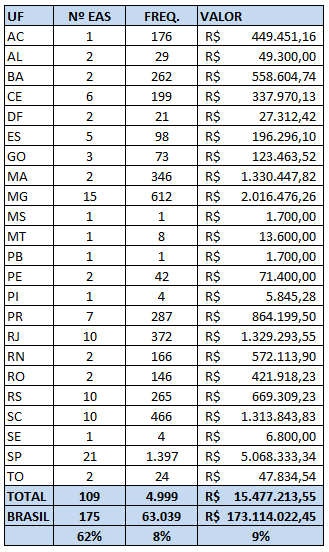 UF Nº EAS FREQ. VALOR
AC 1 176 R$ 449.451,16
AL 2 29 R$ 49.300,00
BA 2 262 R$ 558.604,74
CE 6 199 R$ 337.970,13
DF 2 21 R$ 27.312,42
ES 5 98 R$ 196.296,10
GO 3 73 R$ 123.463,52
MA 2 346 R$ 1.330.447,82
MG 15 612 R$ 2.016.476,26
MS 1 1 R$ 1.700,00
MT 1 8 R$ 13.600,00
PB 1 1 R$ 1.700,00
PE 2 42 R$ 71.400,00
PI 1 4 R$ 5.845,28
PR 7 287 R$ 864.199,50
RJ 10 372 R$ 1.329.293,55
RN 2 166 R$ 572.113,90
RO 2 146 R$ 421.918,23
RS 10 265 R$ 669.309,23
SC 10 466 R$ 1.313.843,83
SE 1 4 R$ 6.800,00
SP 21 1.397 R$ 5.068.333,34
TO 2 24 R$ 47.834,54
TOTAL 109 4.999 R$ 15.477.213,55
BRASIL 175 63.039 R$ 173.114.022,45
62% 8% 9%